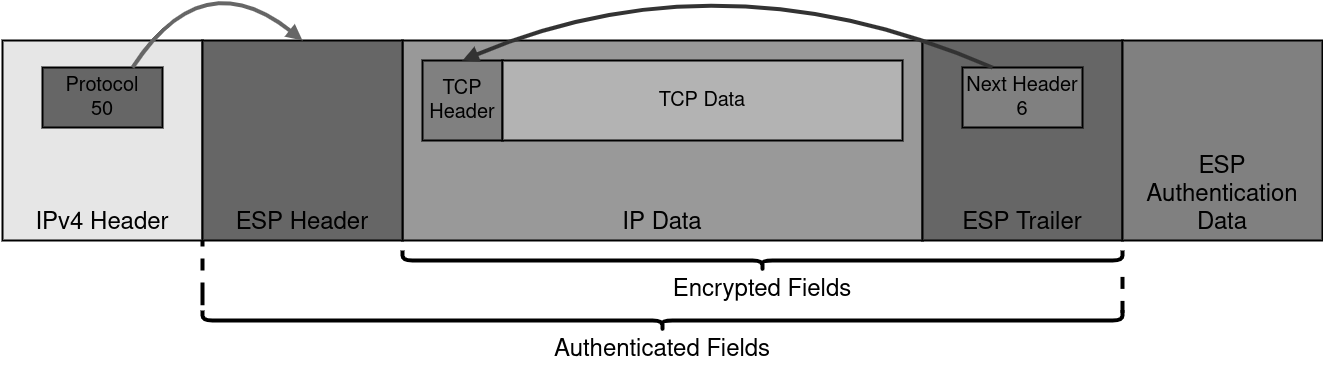 Protocol
50
TCP
Header
TCP Data
Next Header
6
IPv4 Header
ESP Header
IP Data
ESP Trailer
ESP
Authentication
Data
Encrypted Fields
Authenticated Fields